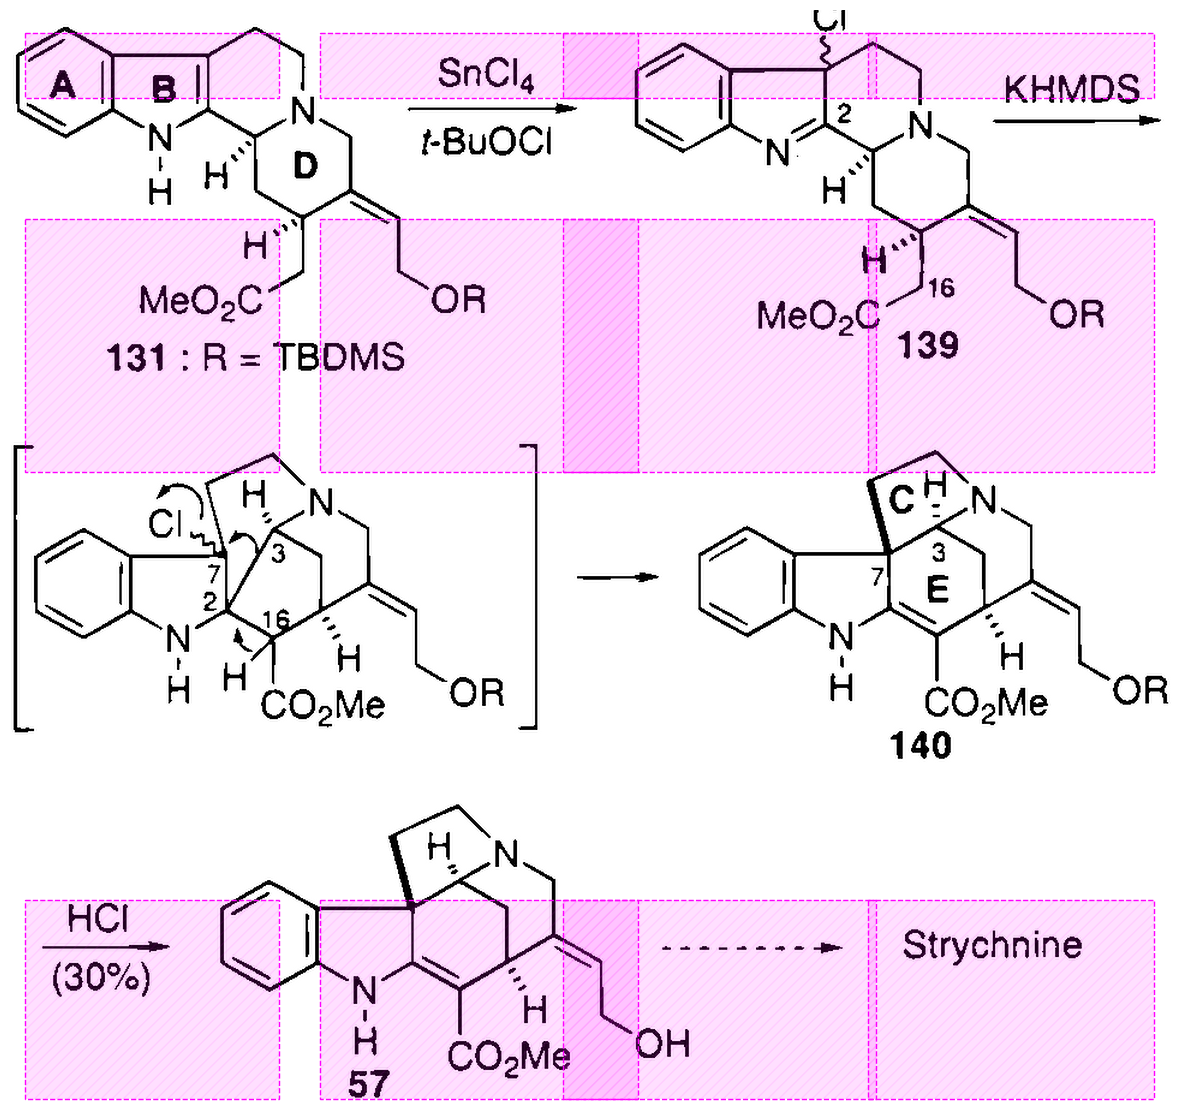 Cl
A B N N H H D H
SnCl4
t-BuOCl
2 N N H H 16
KHMDS
MeO2C OR
131 : R = TBDMS
MeO2C OR
139
H N
Cl 3
7
2 16
N H H H
CO2Me OR
C H N
3
7 E
N H H
CO2Me OR
140
HCl
(30%)
H N
N H H
CO2Me OH
57
Strychnine